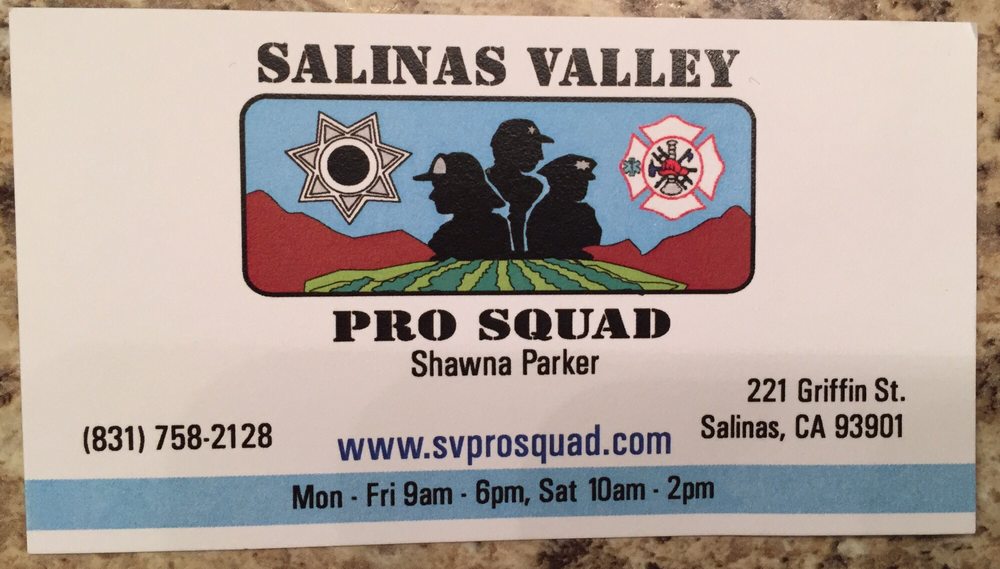 SALINAS VALLEY
PRO SQUAD
Shawna Parker
221 Griffin St.
(831) 758-2128
www.svprosquad.com
Salinas, CA 93901
Mon - Fri 9am - 6pm, Sat 10am - 2pm